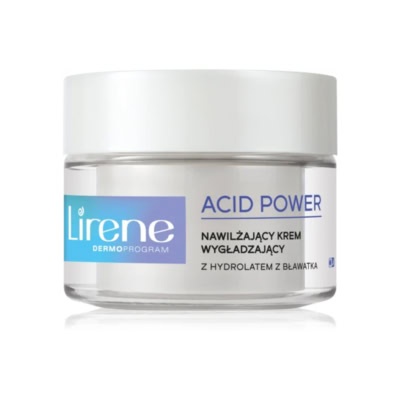 Lirene
DERMOPROGRAM
ACID POWER
NAWILŻAJĄCY KREM
WYGŁADZAJĄCY
Z HYDROLATEM Z BŁAWATKA